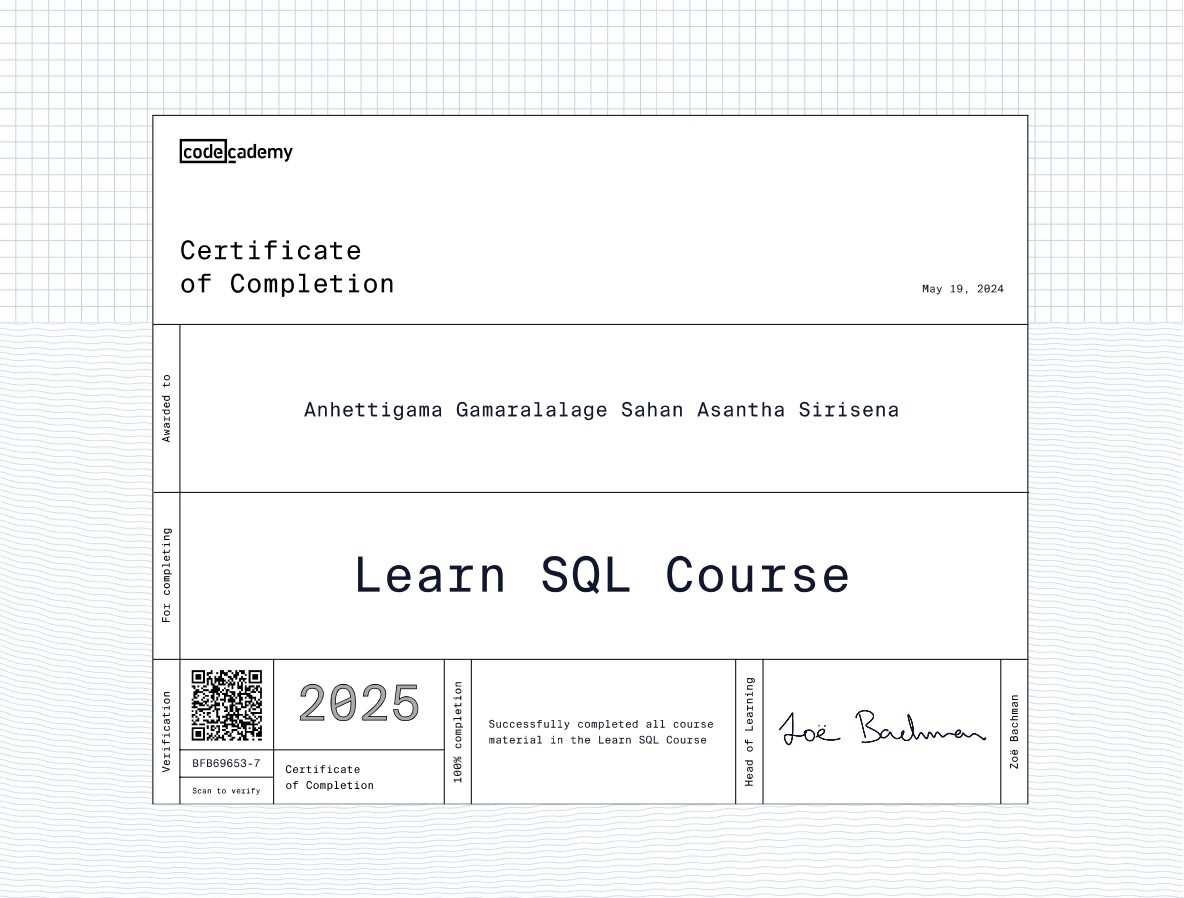 codecademy
Certificate
of Completion
May 19, 2024
Awarded to
Anhettigama Gamaralalage Sahan Asantha Sirisena
For completing
Learn SQL Course
Verification
BFB69653-7
Scan to verify
2025
Certificate
of Completion
100% completion
Successfully completed all course
material in the Learn SQL Course
Head of Learning
Zoë Bachman
Zoë Bachman